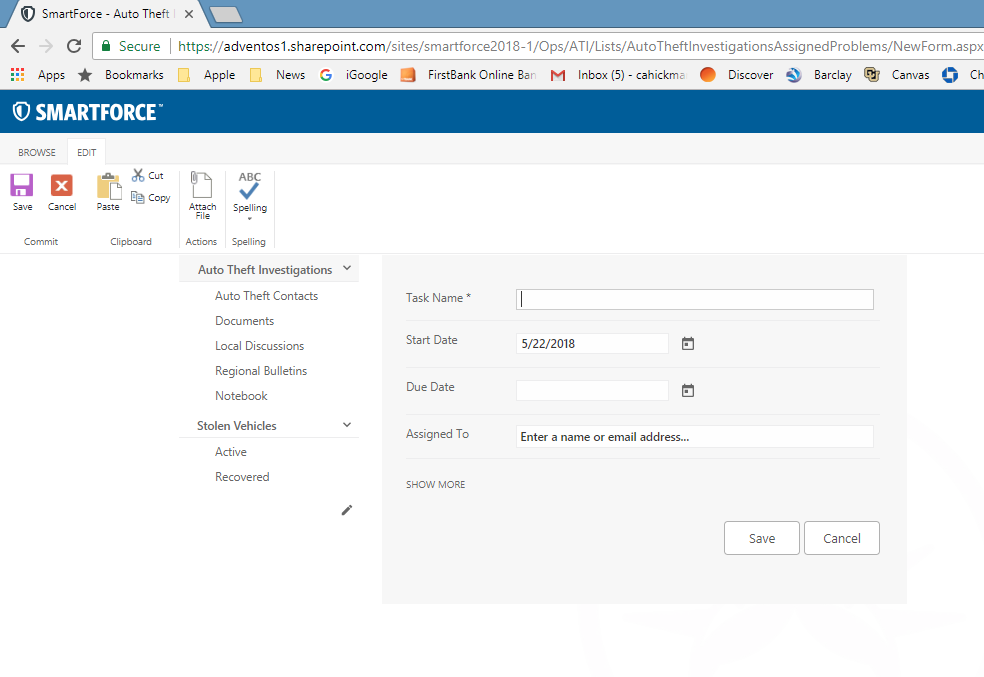 SmartForce - Auto Theft
Secure https://adventos1.sharepoint.com/sites/smartforce2018-1/Ops/ATI/Lists/AutoTheftInvestigationsAssignedProblems/NewForm.aspx
Apps Bookmarks Apple News iGoogle FirstBank Online Ban Inbox (5) - cahickma Discover Barclay Canvas Ch
SMARTFORCE™
BROWSE EDIT
Save Cancel Paste Cut Copy Attach File ABC Spelling
Commit Clipboard Actions Spelling
Auto Theft Investigations
Auto Theft Contacts
Documents
Local Discussions
Regional Bulletins
Notebook
Stolen Vehicles
Active
Recovered
Task Name *
Start Date 5/22/2018
Due Date
Assigned To Enter a name or email address...
SHOW MORE
Save Cancel